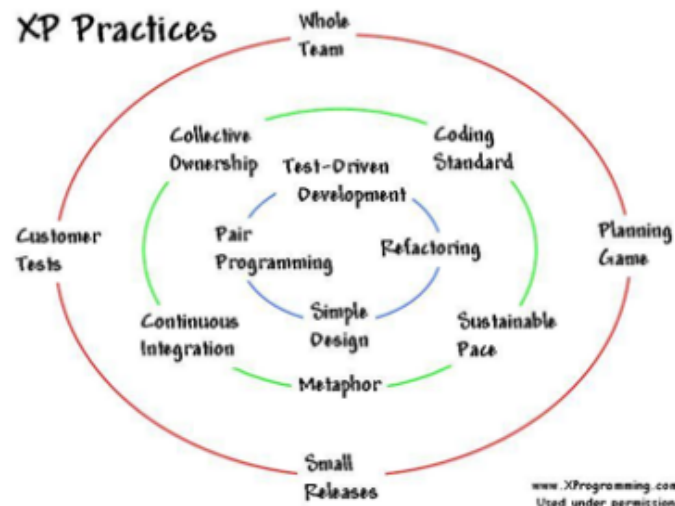 XP Practices
Whole
Team
Collective
Ownership
Coding
Standard
Test-Driven
Development
Customer
Tests
Pair
Programming
Refactoring
Planning
Game
Continuous
Integration
Simple
Design
Sustainable
Pace
Metaphor
Small
Releases
www.XProgramming.com
Used under permission